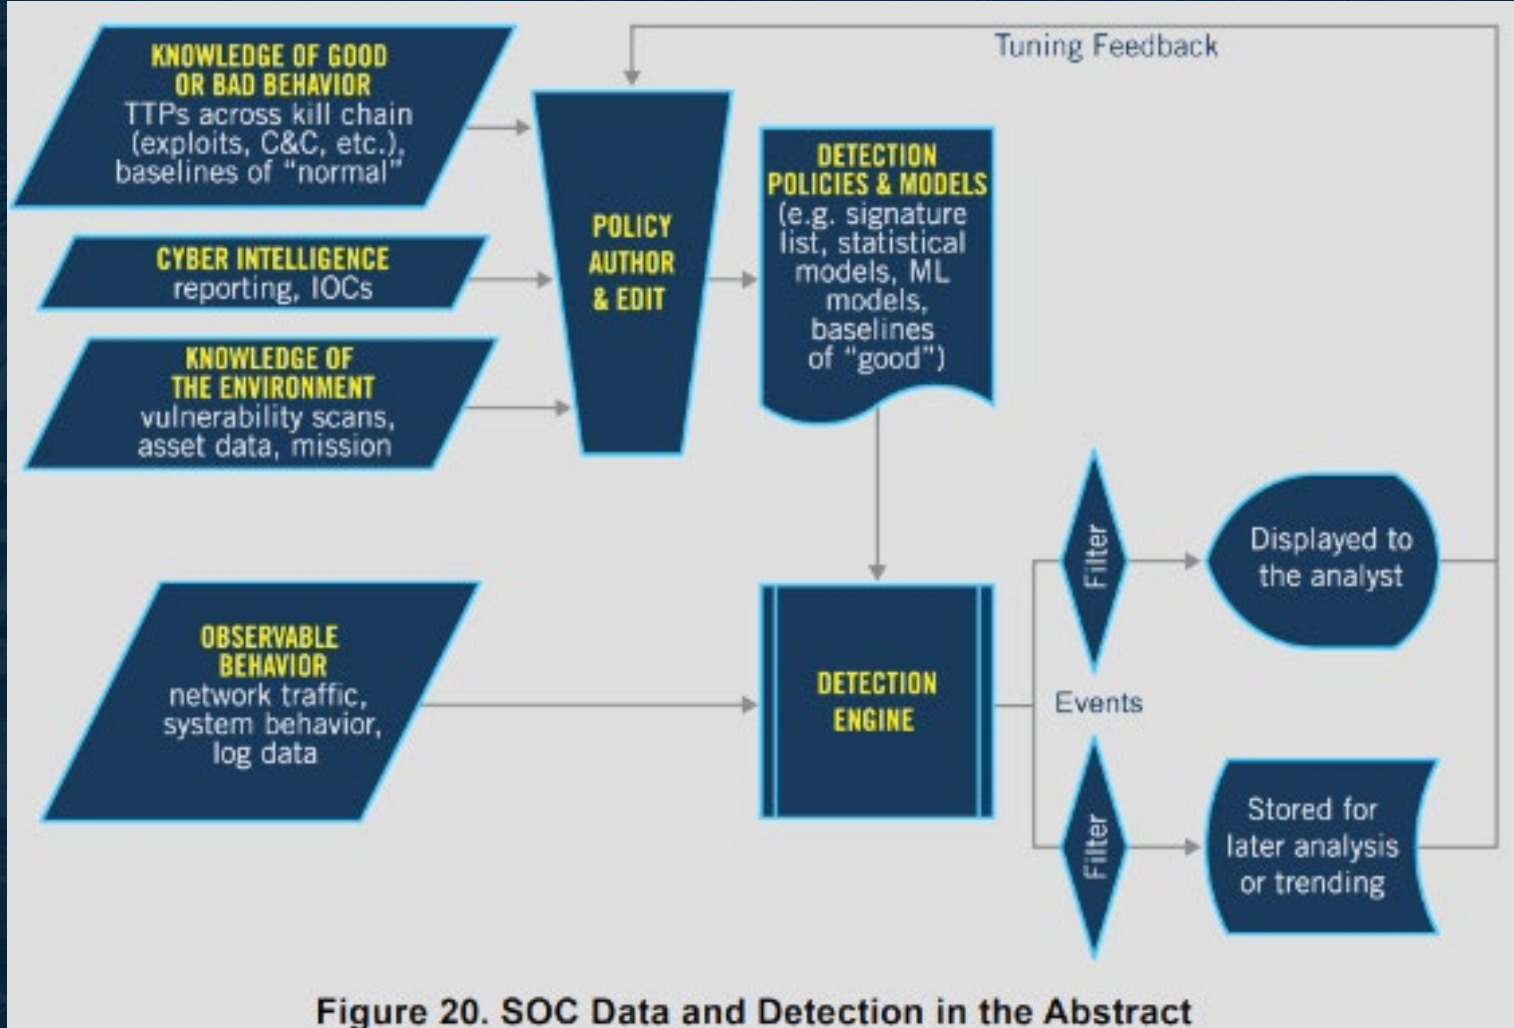 Tuning Feedback
KNOWLEDGE OF GOOD
OR BAD BEHAVIOR
TTPs across kill chain
(exploits, C&C, etc.),
baselines of “normal”
CYBER INTELLIGENCE
reporting, IOCs
KNOWLEDGE OF
THE ENVIRONMENT
vulnerability scans,
asset data, mission
POLICY
AUTHOR
& EDIT
DETECTION
POLICIES & MODELS
(e.g. signature
list, statistical
models, ML
models,
baselines
of “good”)
OBSERVABLE
BEHAVIOR
network traffic,
system behavior,
log data
DETECTION
ENGINE
Events
Filter
Displayed to
the analyst
Filter
Stored for
later analysis
or trending
Figure 20. SOC Data and Detection in the Abstract